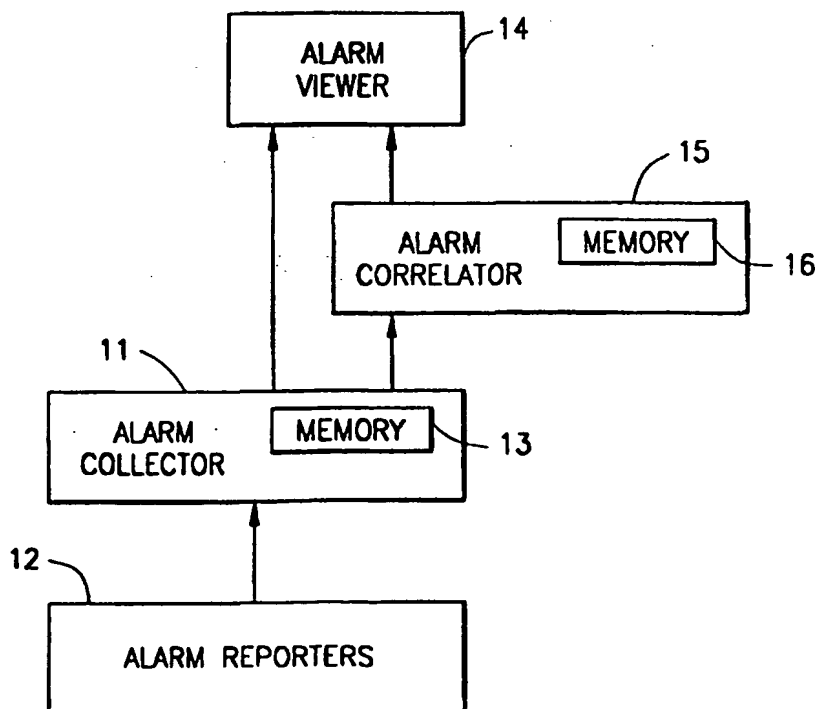 ALARM
VIEWER
14
15
ALARM
CORRELATOR
MEMORY
16
11
ALARM
COLLECTOR
MEMORY
13
12
ALARM REPORTERS